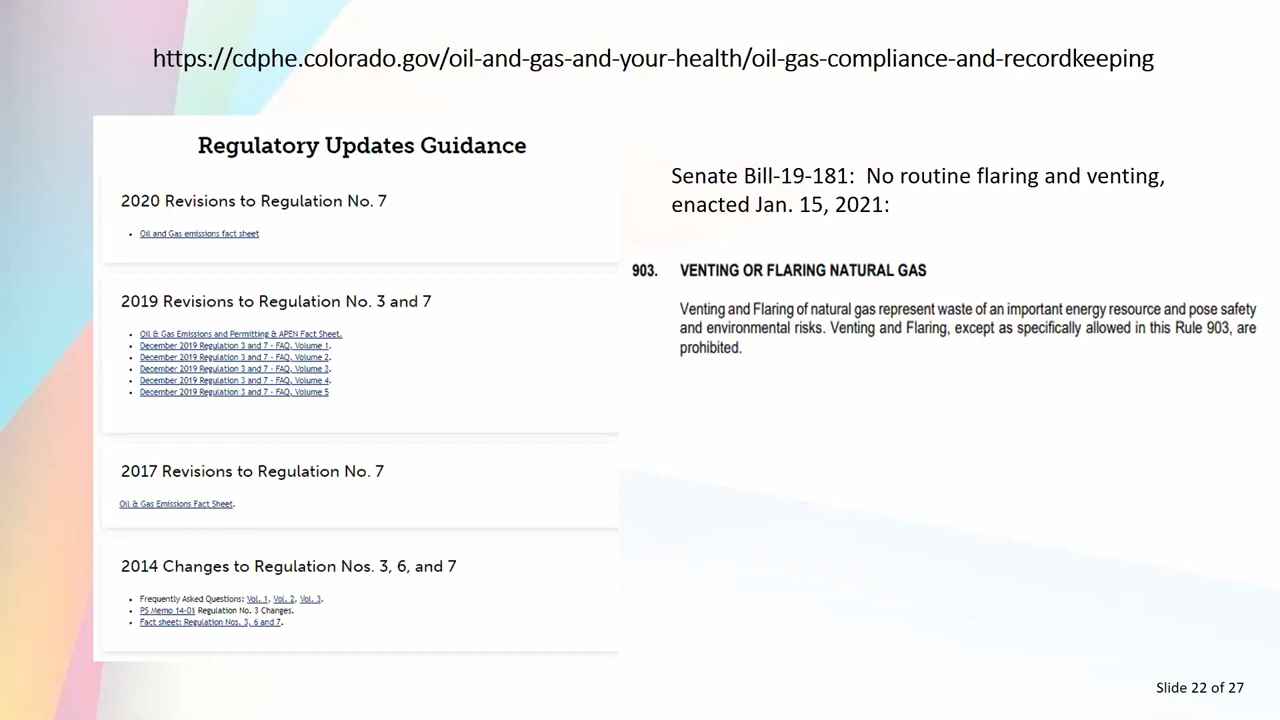 https://cdphe.colorado.gov/oil-and-gas-and-your-health/oil-gas-compliance-and-recordkeeping
Regulatory Updates Guidance
2020 Revisions to Regulation No. 7
• Oil and Gas emissions fact sheet
2019 Revisions to Regulation No. 3 and 7
• Oil & Gas Emissions and Permitting & APEN Fact Sheet.
• December 2019 Regulation 3 and 7 - FAQ, Volume 1.
• December 2019 Regulation 3 and 7 - FAQ, Volume 2.
• December 2019 Regulation 3 and 7 - FAQ, Volume 3.
• December 2019 Regulation 3 and 7 - FAQ, Volume 4.
• December 2019 Regulation 3 and 7 - FAQ, Volume 5
2017 Revisions to Regulation No. 7
Oil & Gas Emissions Fact Sheet.
2014 Changes to Regulation Nos. 3, 6, and 7
• Frequently Asked Questions: Vol. 1, Vol. 2, Vol. 3.
• PS Memo 14-01 Regulation No. 3 Changes.
• Fact sheet: Regulation Nos. 3, 6 and 7.
Senate Bill-19-181: No routine flaring and venting,
enacted Jan. 15, 2021:
903. VENTING OR FLARING NATURAL GAS
Venting and Flaring of natural gas represent waste of an important energy resource and pose safety
and environmental risks. Venting and Flaring, except as specifically allowed in this Rule 903, are
prohibited.
Slide 22 of 27